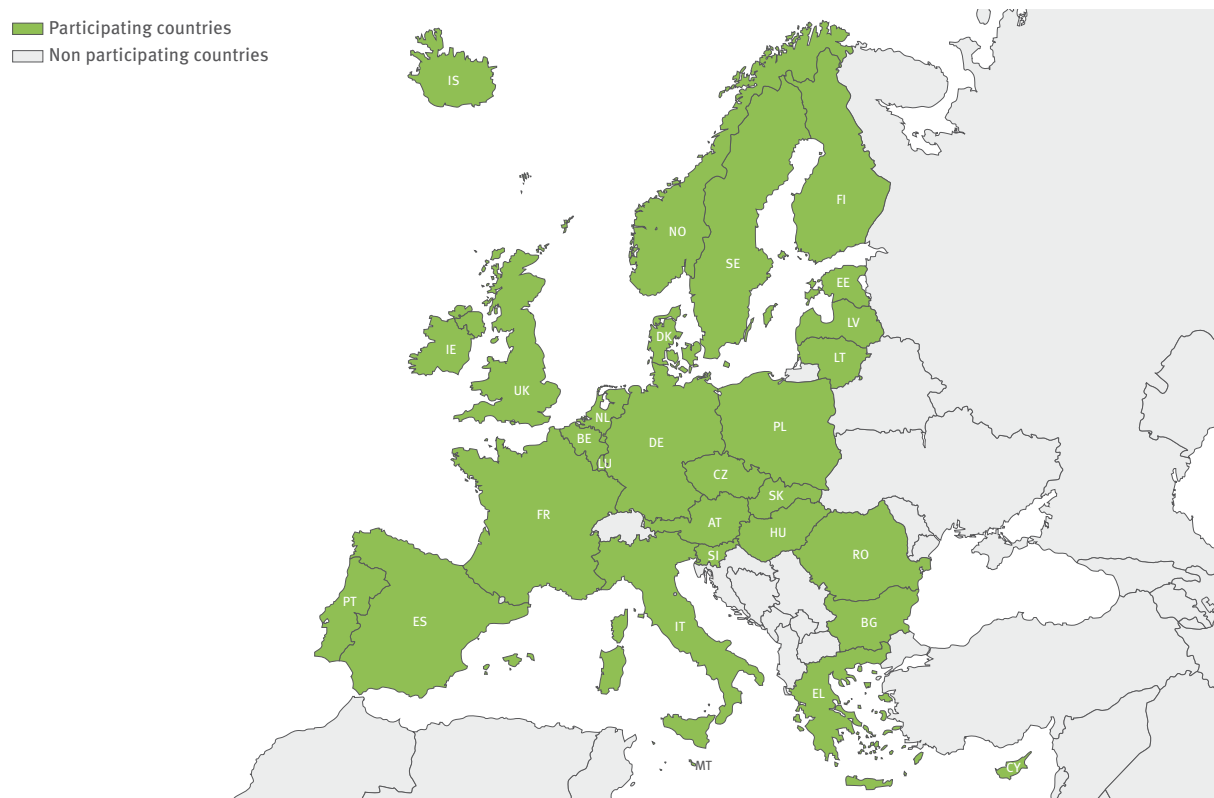 Participating countries
Non participating countries
IS
FI
NO
SE
EE
LV
DK
IE
LT
UK
NL
PL
BE
DE
LU
CZ
SK
FR
AT
HU
SI
RO
PT
ES
BG
IT
EL
MT
CY